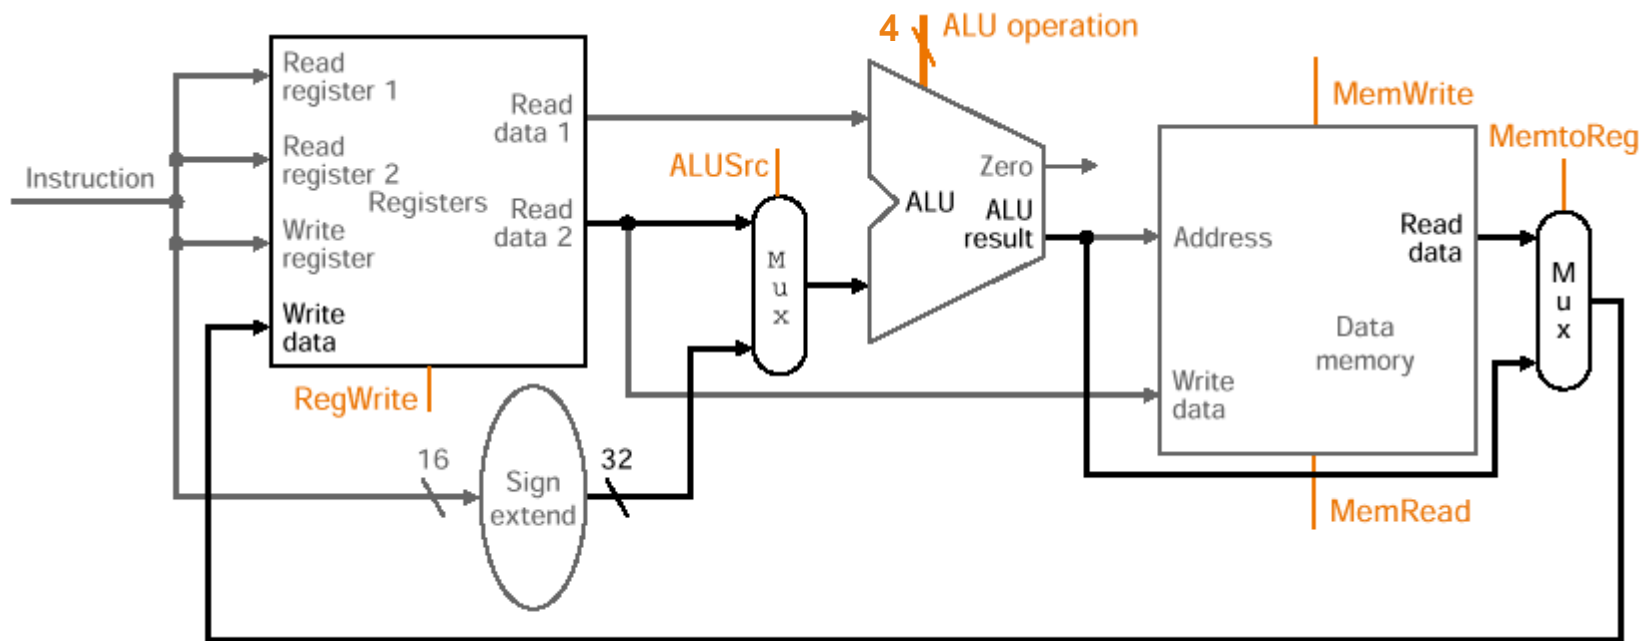 Instruction
Read
register 1
Read
register 2
Registers
Write
register
Write
data
Read
data 1
Read
data 2
RegWrite
16
Sign
extend
32
ALUSrc
M
u
x
4
ALU operation
Zero
ALU
ALU
result
MemWrite
Address
Read
data
Data
memory
Write
data
MemRead
MemtoReg
M
u
x